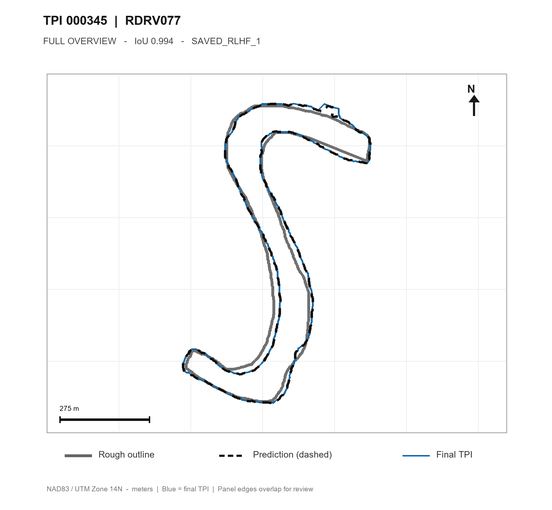 TPI 000345 | RDRV077
FULL OVERVIEW - IoU 0.994 - SAVED_RLHF_1
N
275 m
Rough outline
Prediction (dashed)
Final TPI
NAD83 / UTM Zone 14N - meters | Blue = final TPI | Panel edges overlap for review